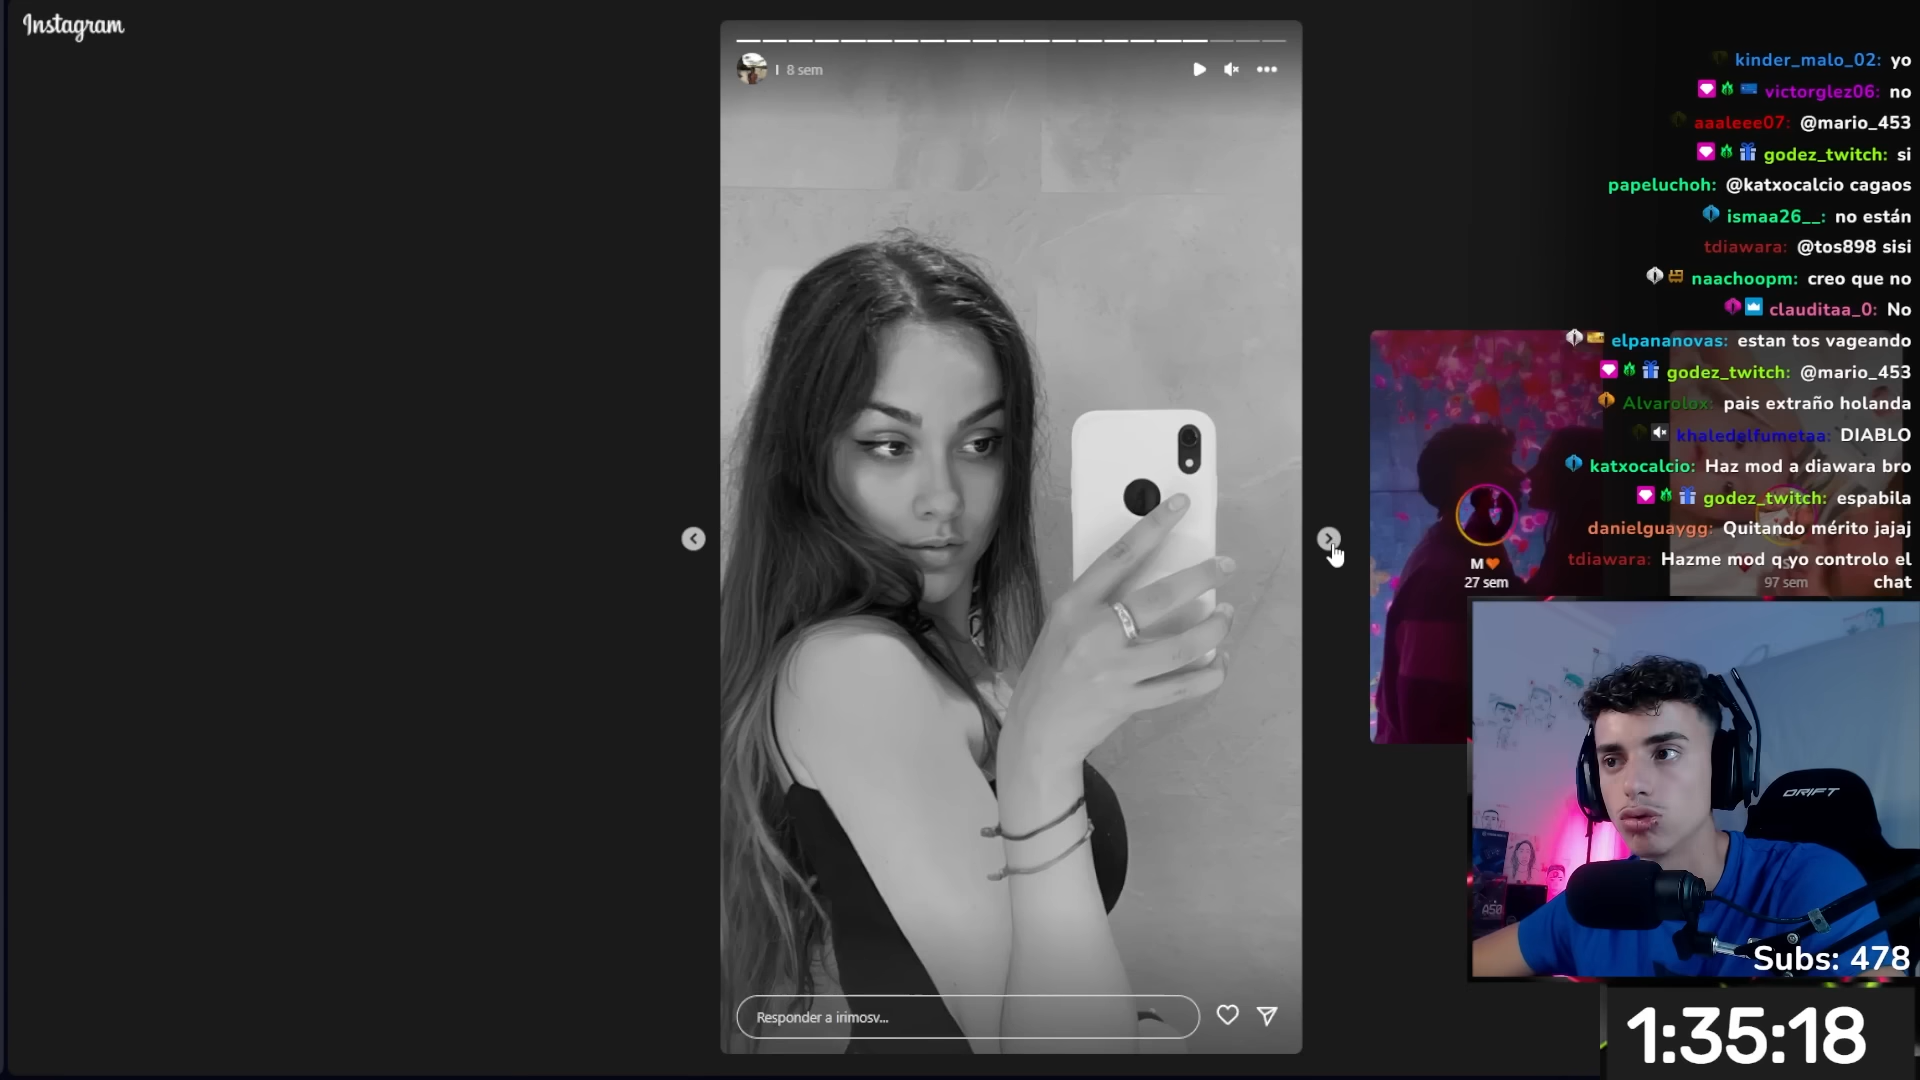 Instagram
I 8 sem
kinder_malo_02: yo
victorglez06: no
aaaleee07: @mario_453
godez_twitch: si
papeluchoh: @katxocalcio cagaos
ismaa26__: no están
tdiawara: @tos898 sisi
naachoopm: creo que no
clauditaa_0: No
elpananovas: estan tos vageando
godez_twitch: @mario_453
Alvarolox: pais extraño holanda
khaledelfumetaa: DIABLO
katxocalcio: Haz mod a diawara bro
godez_twitch: espabila
danielguaygg: Quitando mérito jajaj
tdiawara: Hazme mod q yo controlo el
chat
M🧡
27 sem
97 sem
DRIFT
Subs: 478
Responder a irimosv...
1:35:18